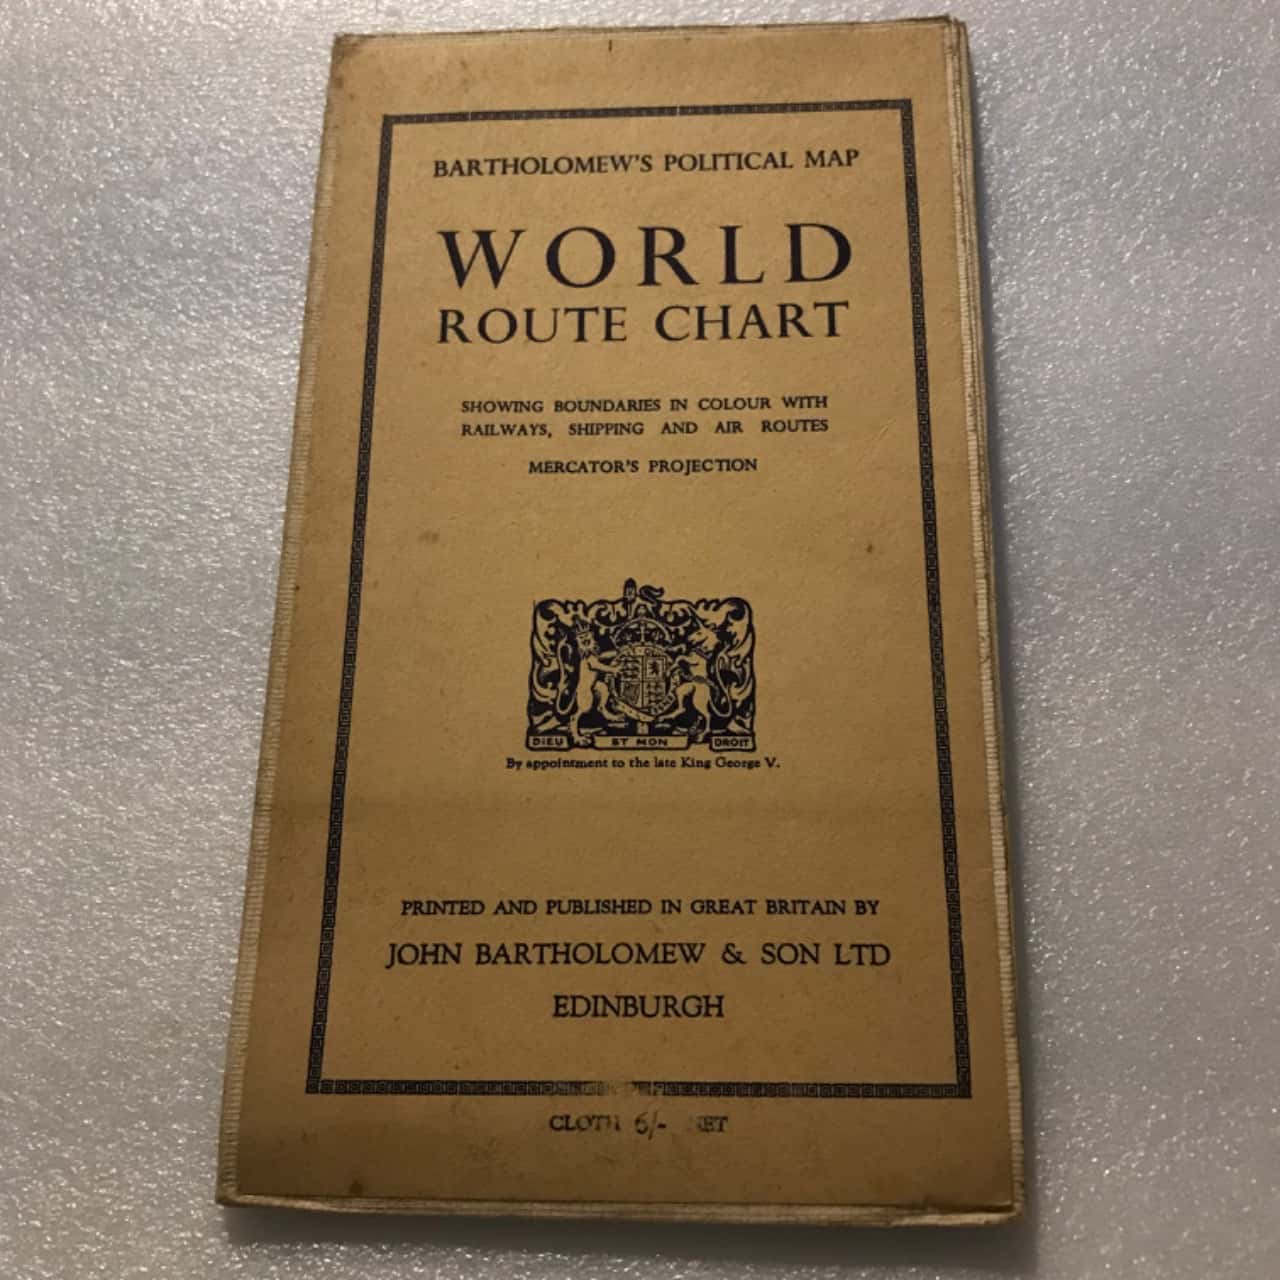 BARTHOLOMEW'S POLITICAL MAP
WORLD
ROUTE CHART
SHOWING BOUNDARIES IN COLOUR WITH
RAILWAYS, SHIPPING AND AIR ROUTES
MERCATOR'S PROJECTION
DIEU ET MON DROIT
By appointment to the late King George V.
PRINTED AND PUBLISHED IN GREAT BRITAIN BY
JOHN BARTHOLOMEW & SON LTD
EDINBURGH
CLOTH 6/- NET